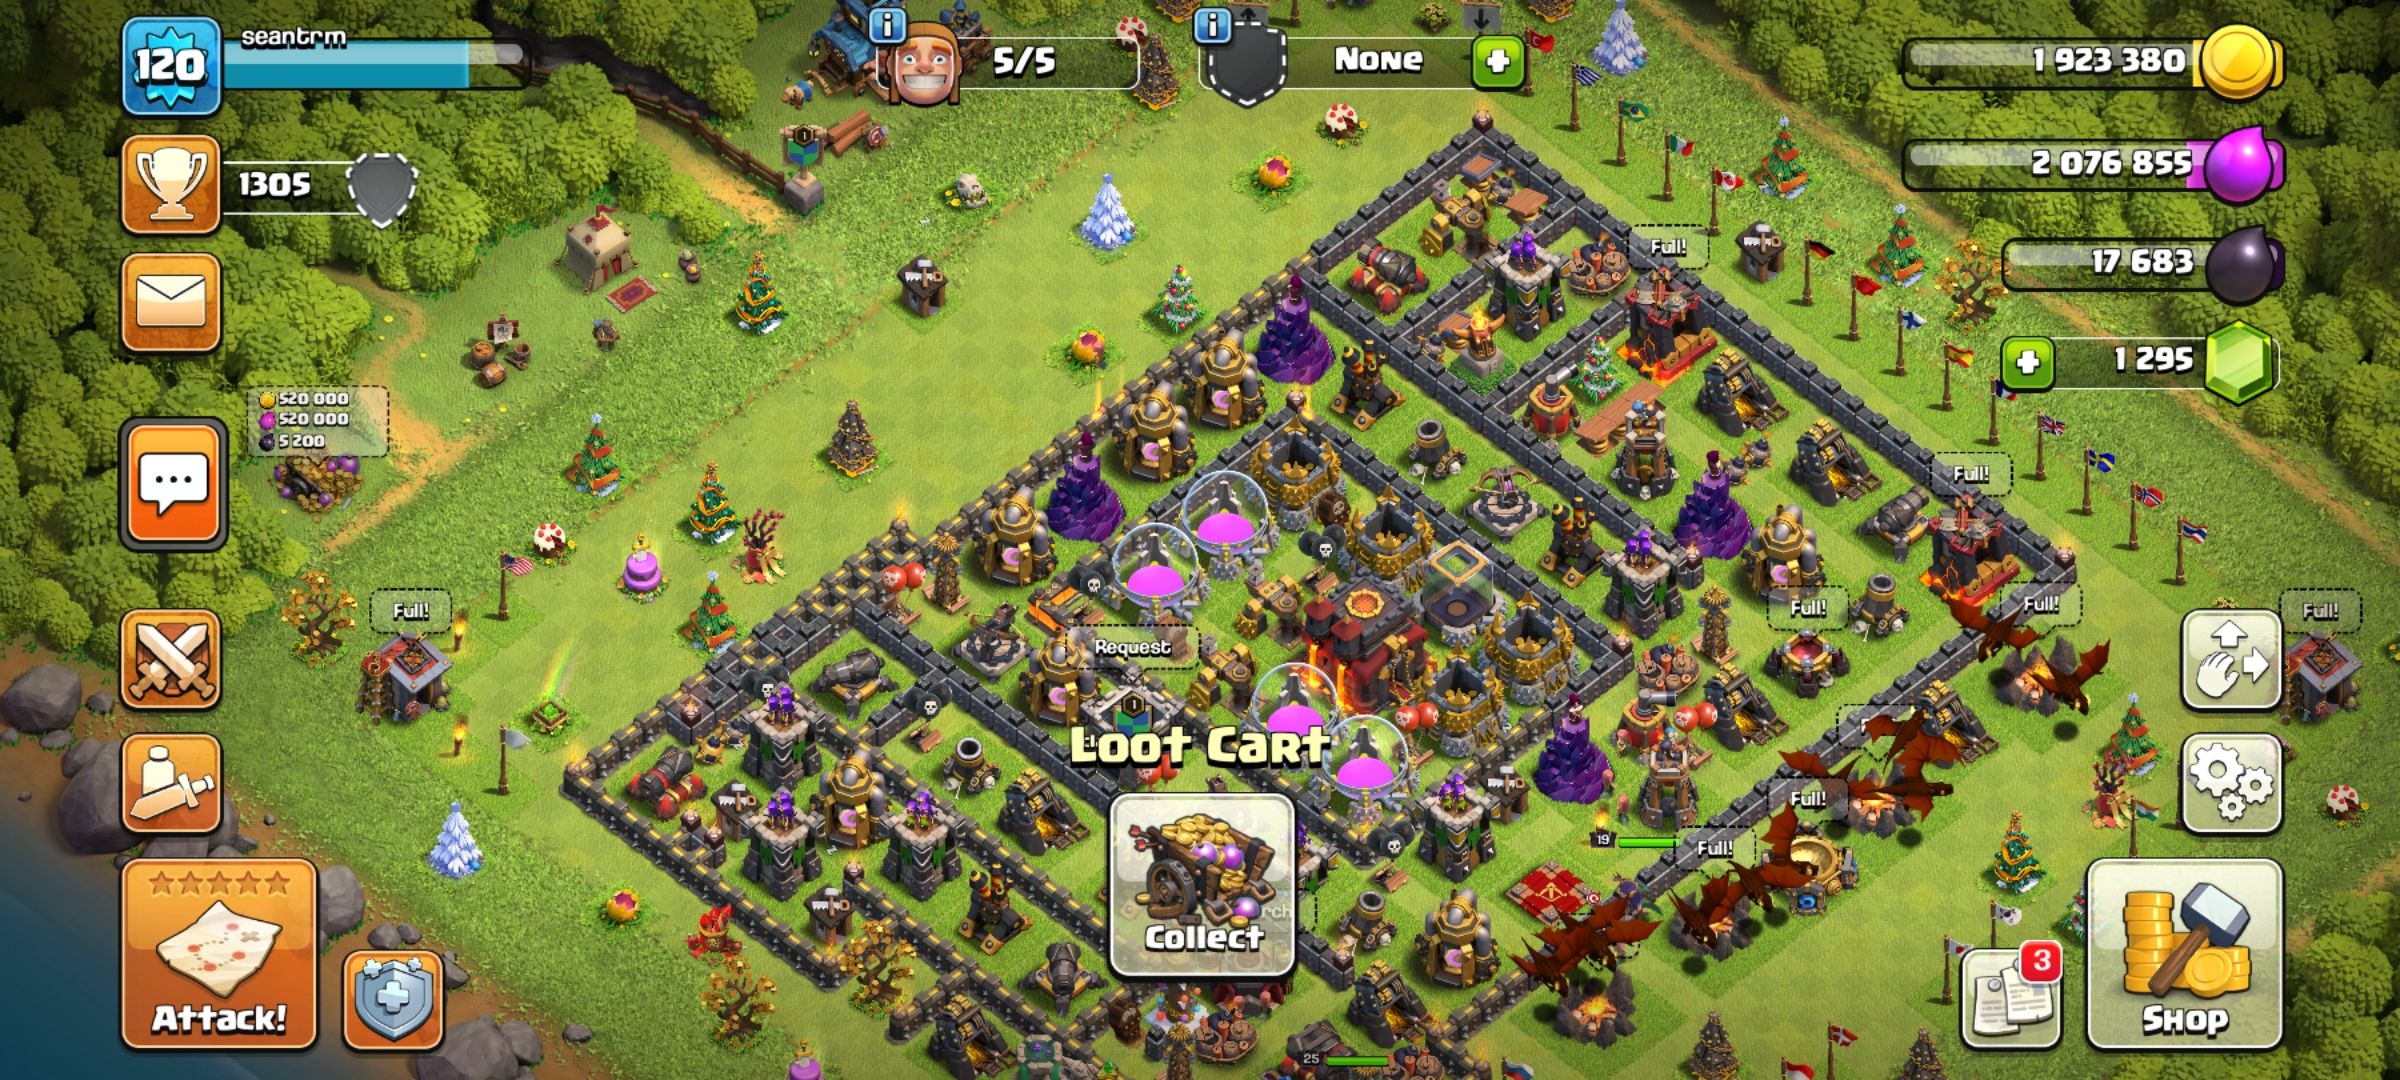 120
seantrm
5/5
None
1 923 380
1305
2 076 855
17 683
1 295
Full!
520 000
520 000
5 200
Full!
Full!
Full!
Full!
Full!
Full!
Request
Loot Cart
Full!
19
Full!
Collect
Attack!
3
Shop
25